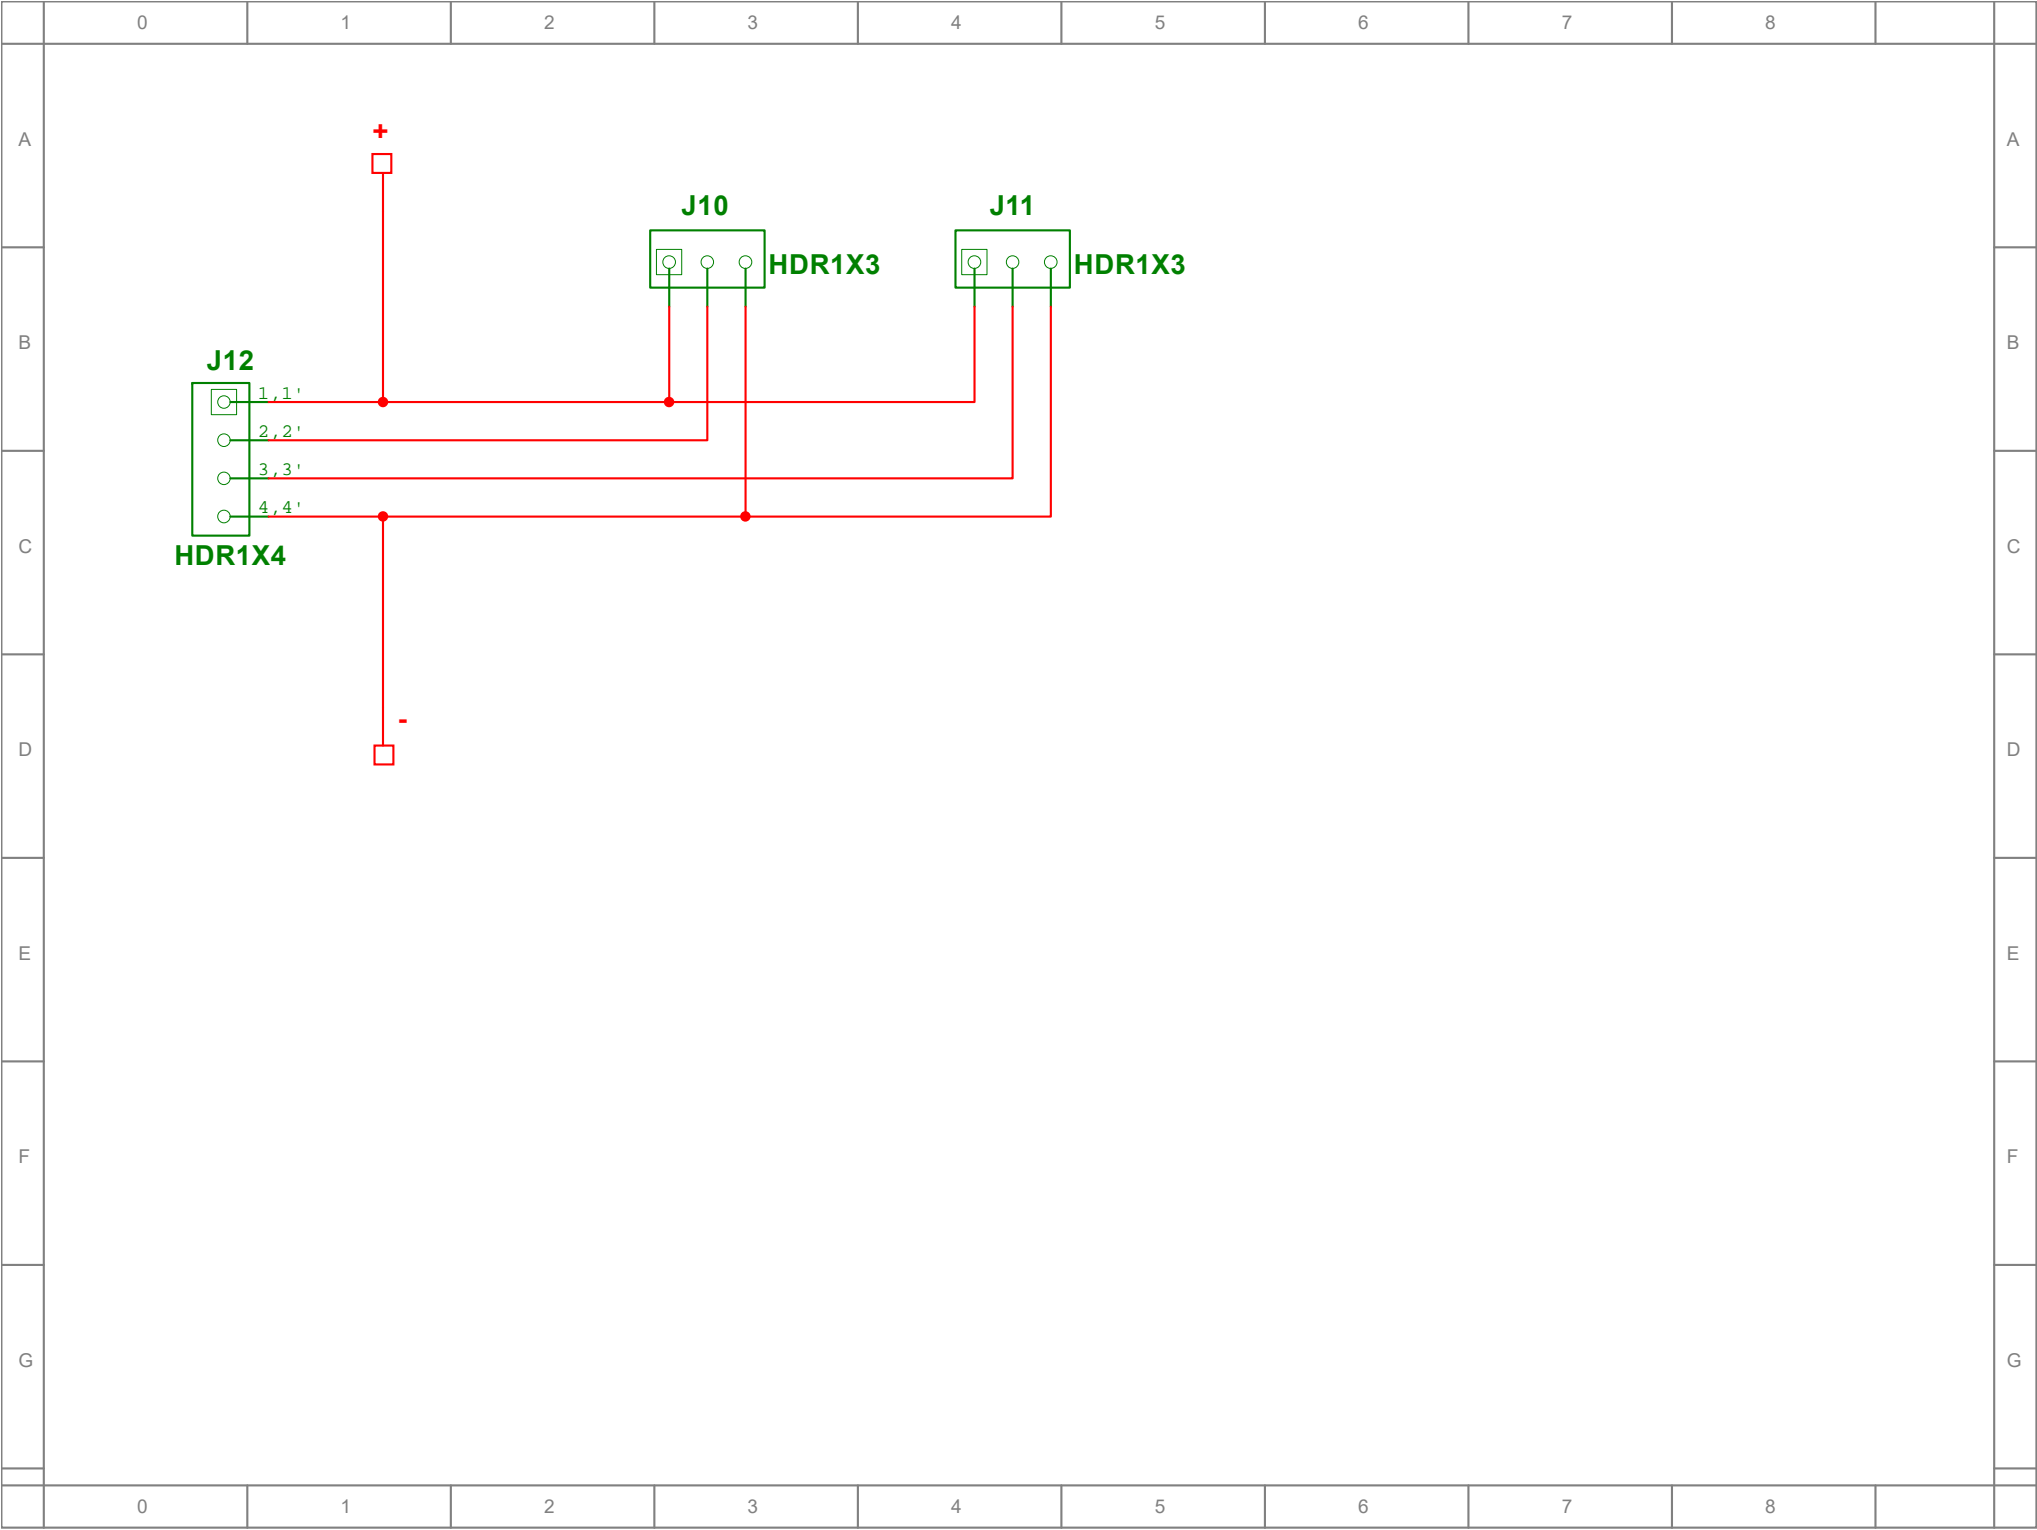 0 1 2 3 4 5 6 7 8
A A
+
J10 J11
HDR1X3 HDR1X3
B B
J12
1,1'
2,2'
3,3'
4,4'
C C
HDR1X4
-
D D
E E
F F
G G
0 1 2 3 4 5 6 7 8